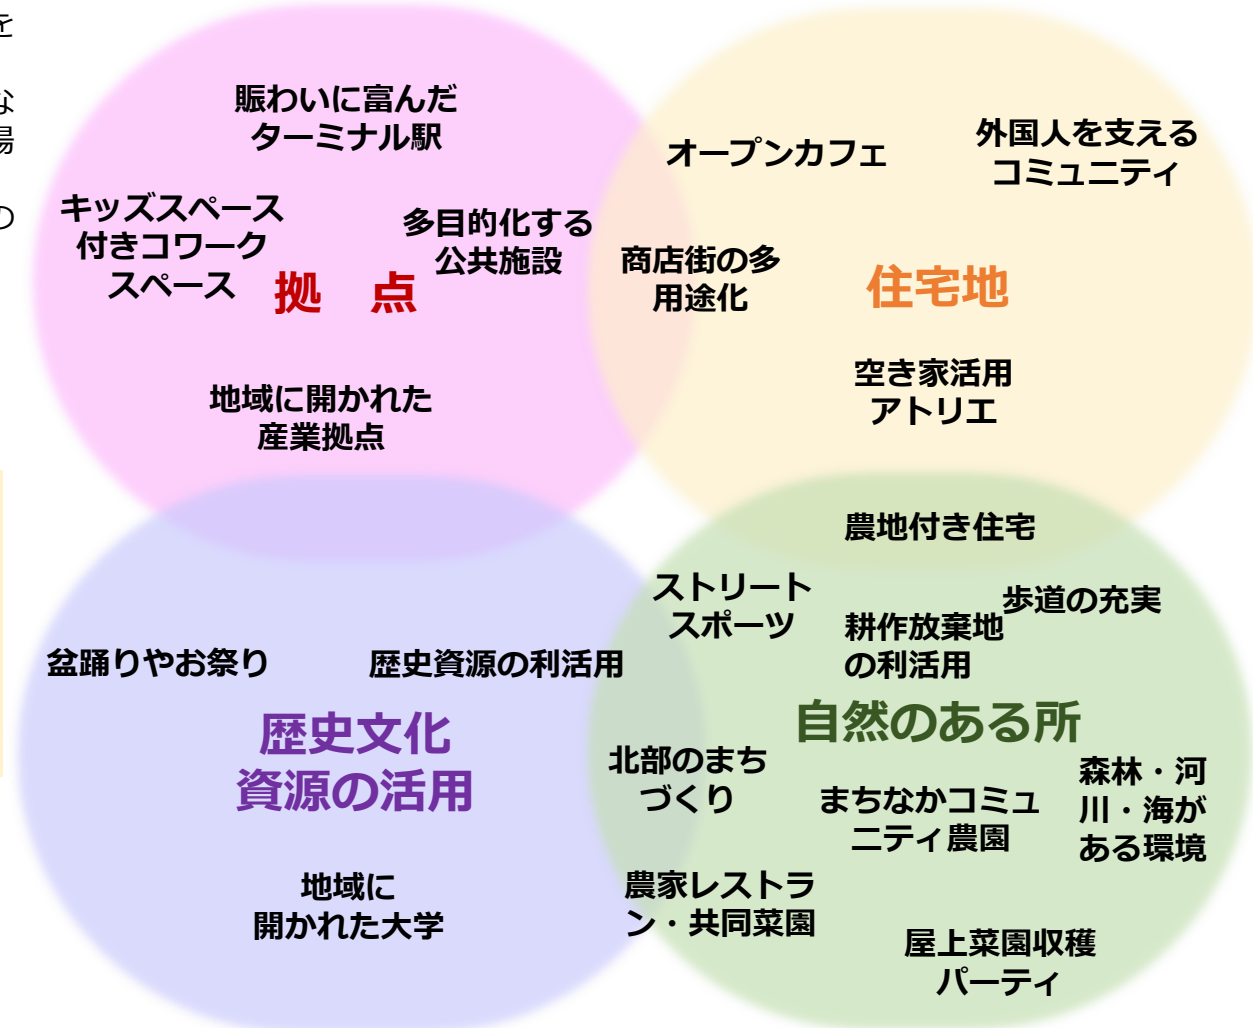 を
な
場
の
賑わいに富んだ
ターミナル駅
キッズスペース
付きコワーク
スペース
多目的化する
公共施設
拠　点
地域に開かれた
産業拠点
オープンカフェ
外国人を支える
コミュニティ
商店街の多
用途化
住宅地
空き家活用
アトリエ
盆踊りやお祭り
歴史資源の利活用
歴史文化
資源の活用
地域に
開かれた大学
農地付き住宅
ストリート
スポーツ
歩道の充実
耕作放棄地
の利活用
自然のある所
北部のまち
づくり
まちなかコミュ
ニティ農園
森林・河
川・海が
ある環境
農家レストラ
ン・共同菜園
屋上菜園収穫
パーティ